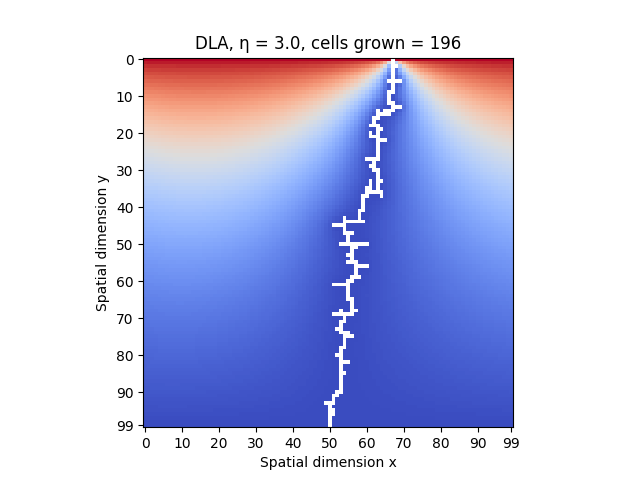 DLA, η = 3.0, cells grown = 196
0
10
20
30
40
50
60
70
80
90
99
Spatial dimension y
0 10 20 30 40 50 60 70 80 90 99
Spatial dimension x